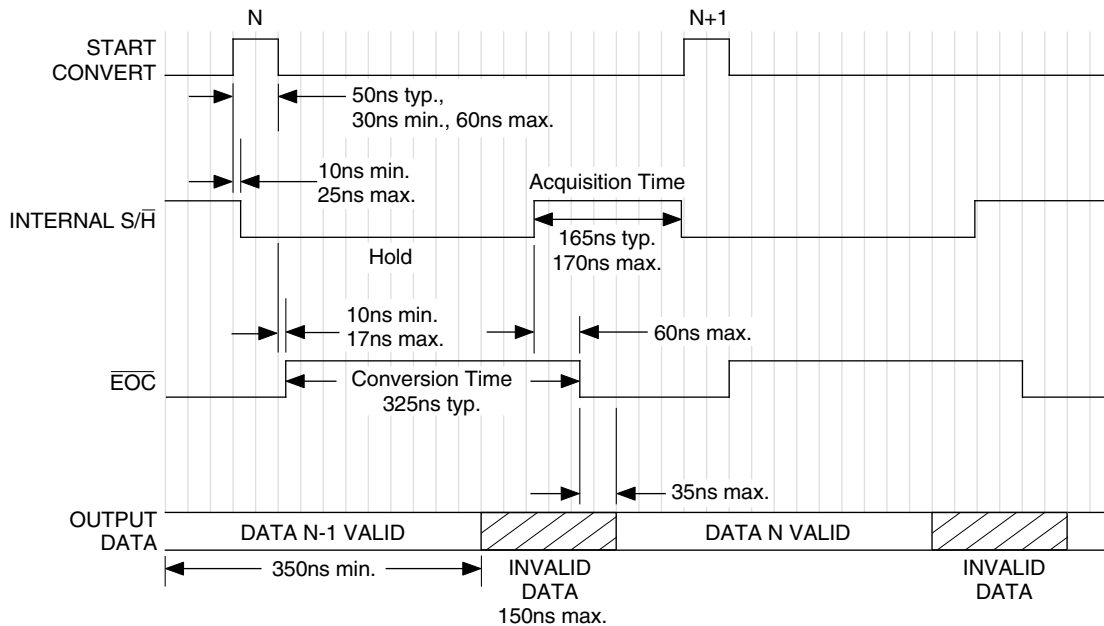 N
N+1
START
CONVERT
50ns typ.,
30ns min., 60ns max.
10ns min.
25ns max.
Acquisition Time
INTERNAL S/H̅
165ns typ.
170ns max.
Hold
10ns min.
17ns max.
60ns max.
E̅O̅C̅
Conversion Time
325ns typ.
35ns max.
OUTPUT
DATA
DATA N-1 VALID
DATA N VALID
350ns min.
INVALID
DATA
150ns max.
INVALID
DATA